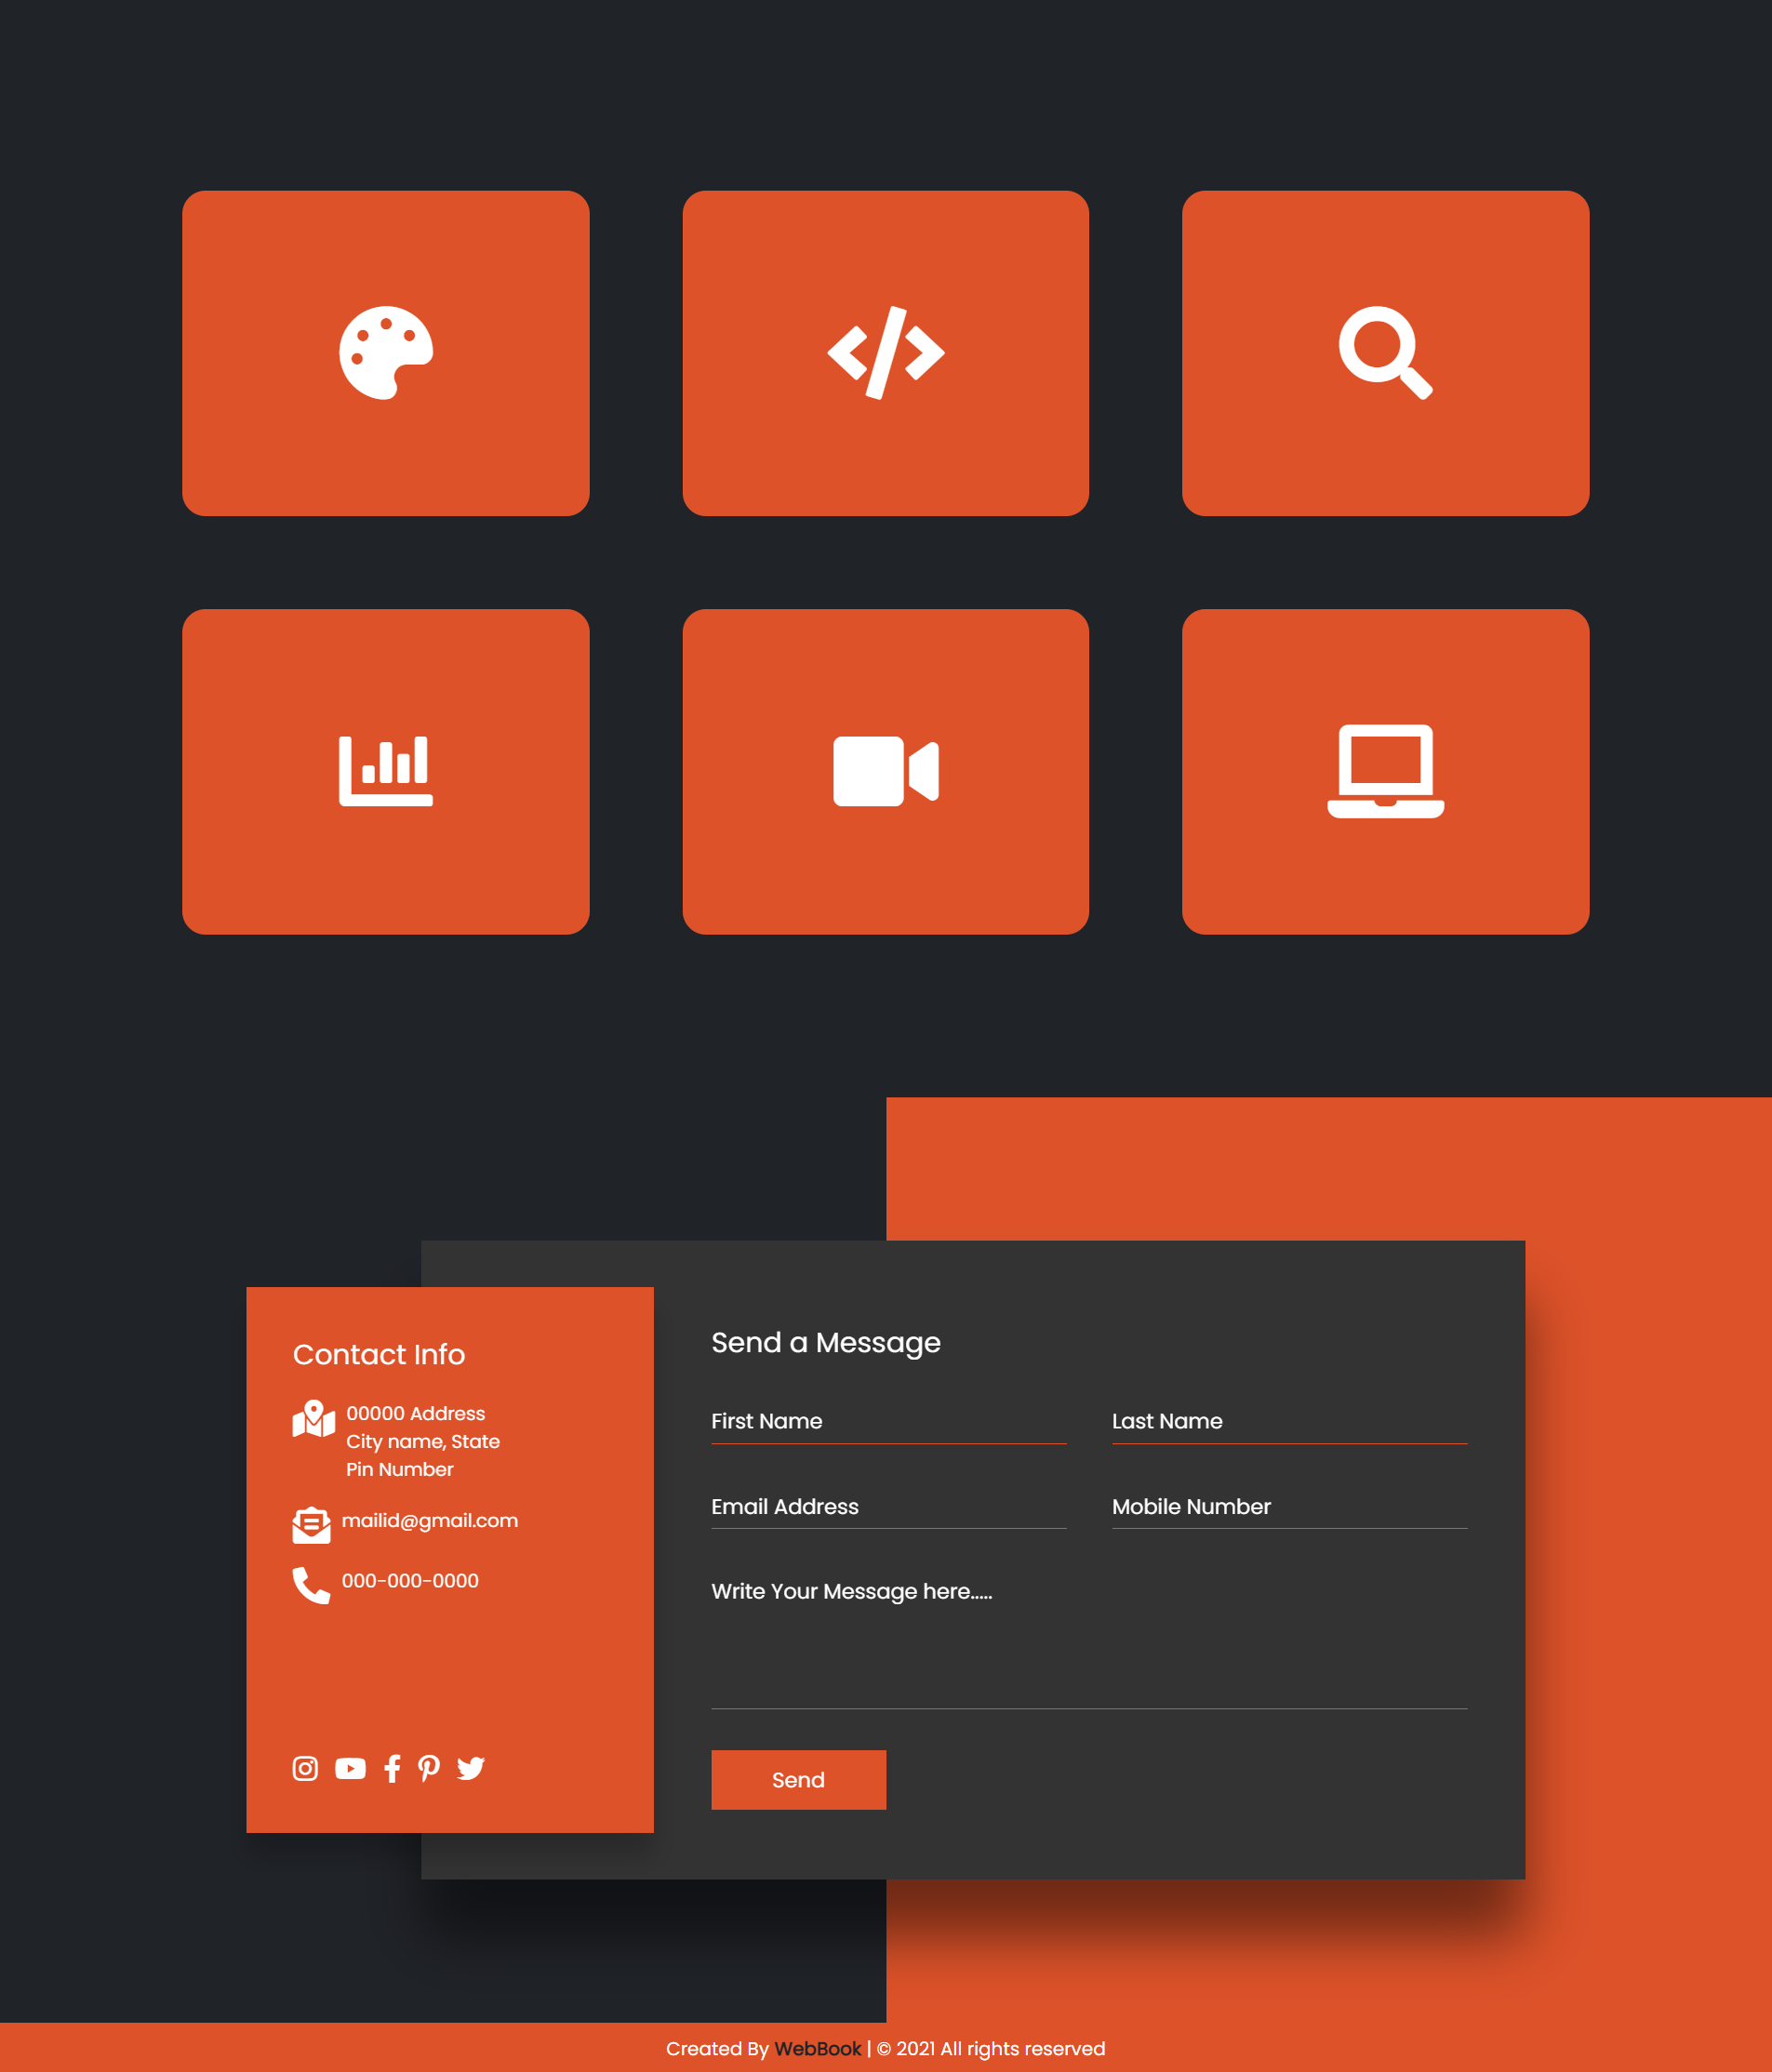 Contact Info
00000 Address
City name, State
Pin Number
mailid@gmail.com
000-000-0000
Send a Message
First Name
Last Name
Email Address
Mobile Number
Write Your Message here.....
Send
Created By WebBook | © 2021 All rights reserved